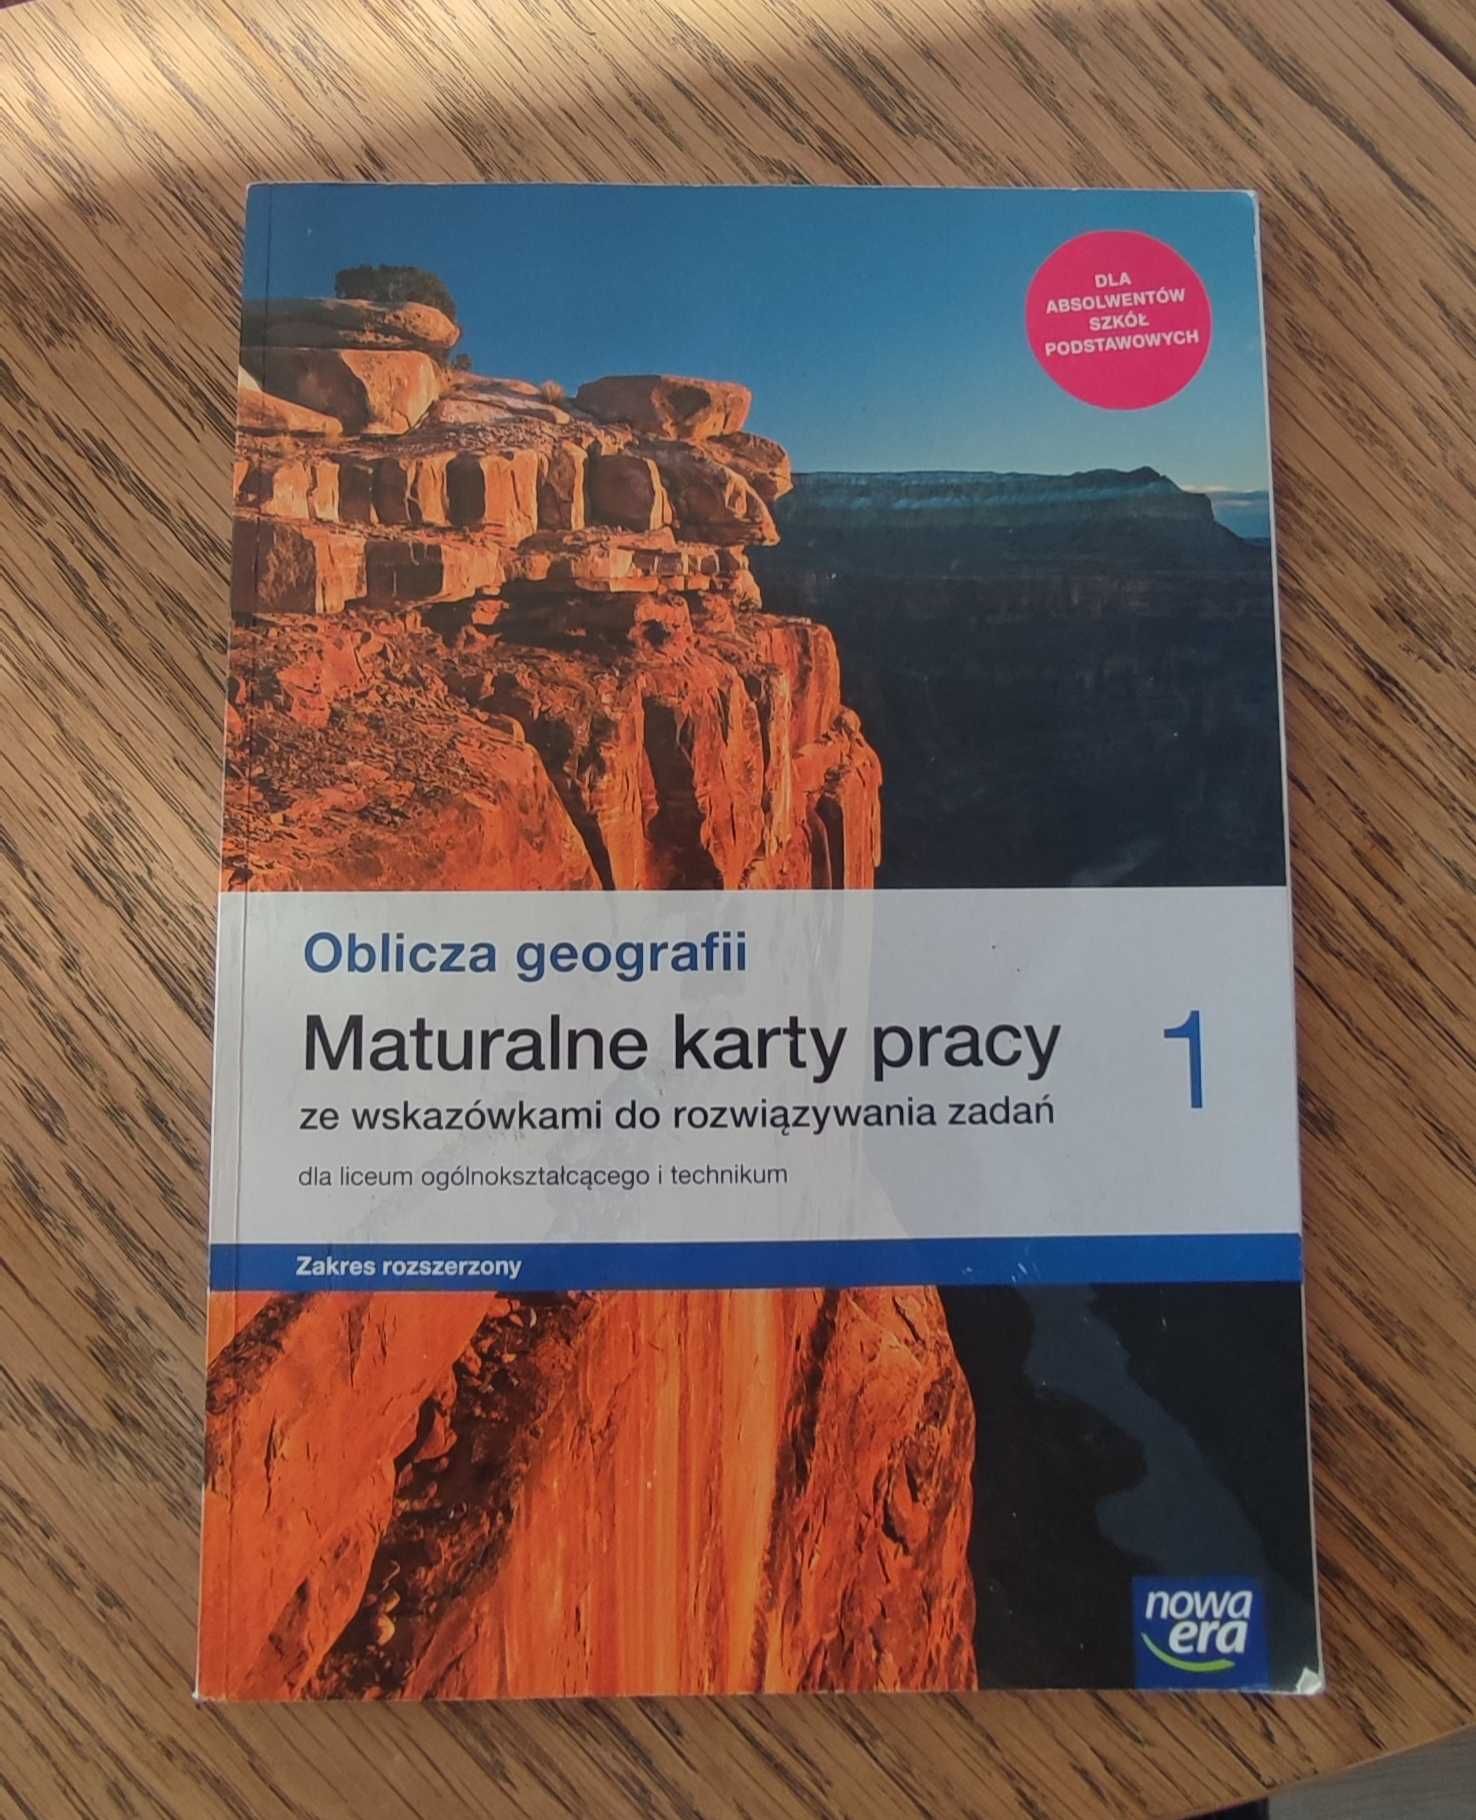 DLA
ABSOLWENTÓW
SZKÓŁ
PODSTAWOWYCH
Oblicza geografii
Maturalne karty pracy 1
ze wskazówkami do rozwiązywania zadań
dla liceum ogólnokształcącego i technikum
Zakres rozszerzony
nowa
era